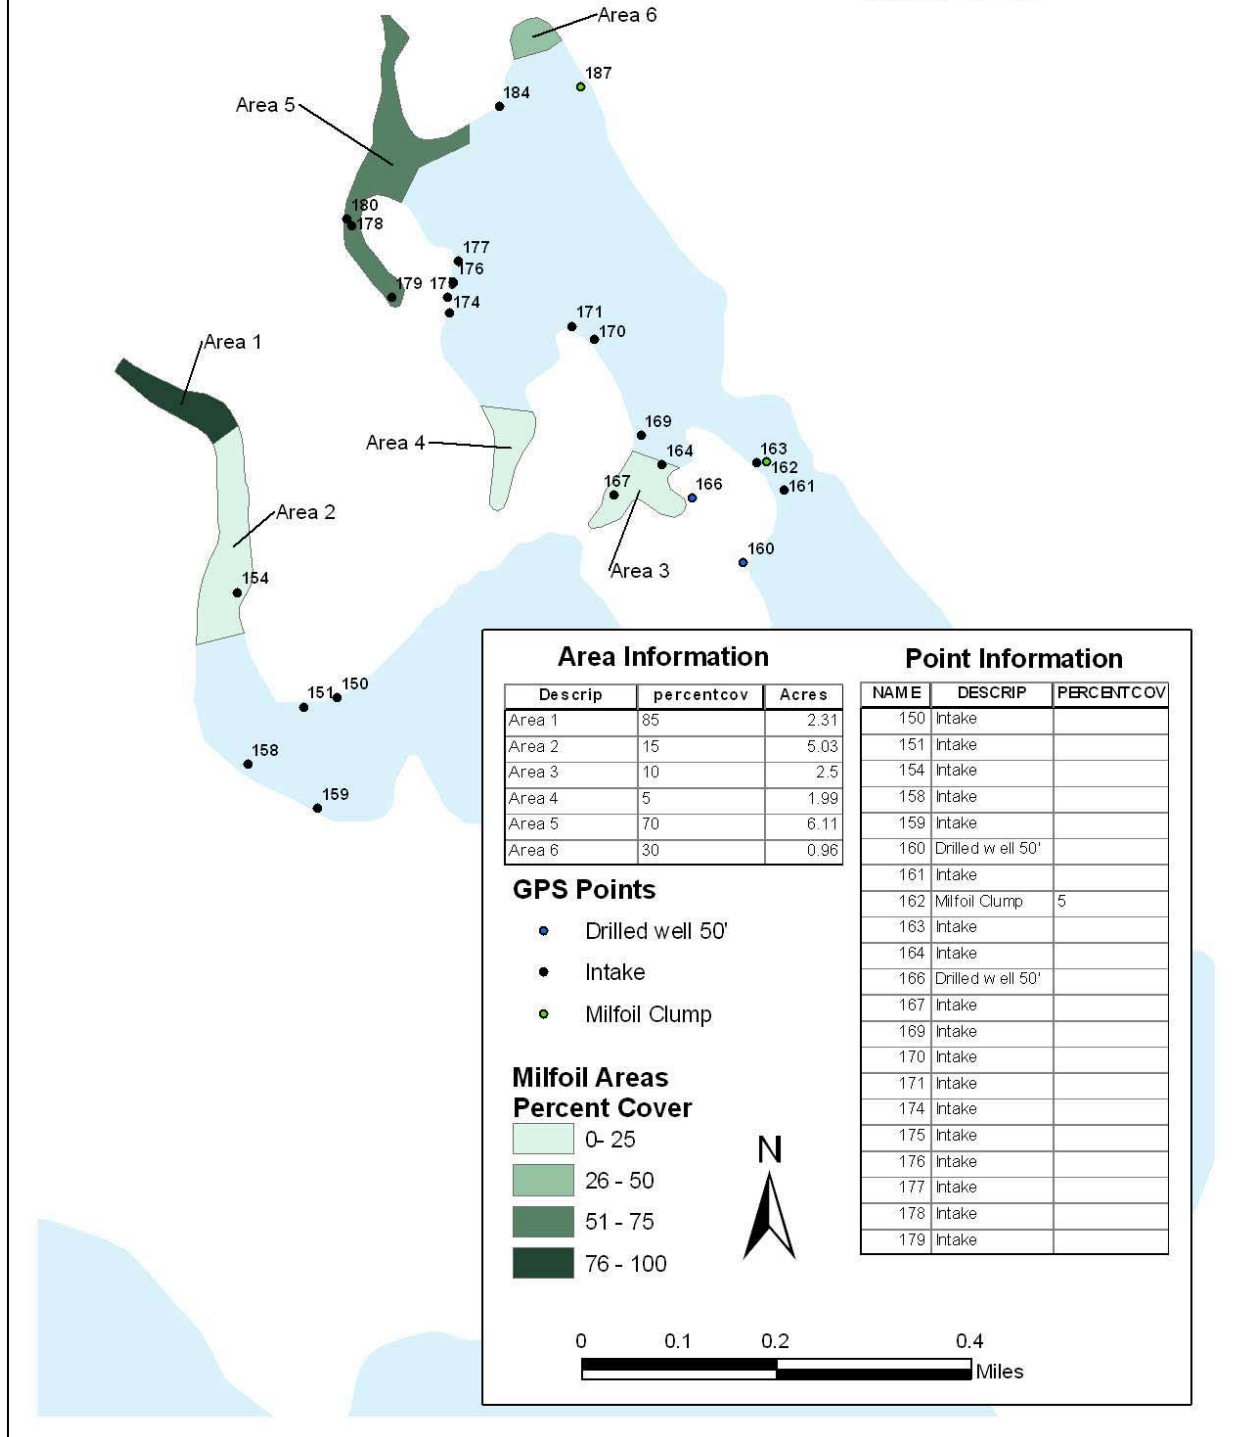 Area 6
187
184
Area 5
180
178
177
176
179
174
171
170
Area 1
169
Area 4
164
163
162
167
166
161
Area 2
160
Area 3
154
151
150
158
159
Area Information
Descrip percentcov Acres
Area 1 85 2.31
Area 2 15 5.03
Area 3 10 2.5
Area 4 5 1.99
Area 5 70 6.11
Area 6 30 0.96
GPS Points
Drilled well 50'
Intake
Milfoil Clump
Milfoil Areas
Percent Cover
0- 25
26 - 50
51 - 75
76 - 100
N
Point Information
NAME DESCRIP PERCENTCOV
150 Intake
151 Intake
154 Intake
158 Intake
159 Intake
160 Drilled well 50'
161 Intake
162 Milfoil Clump 5
163 Intake
164 Intake
166 Drilled well 50'
167 Intake
169 Intake
170 Intake
171 Intake
174 Intake
175 Intake
176 Intake
177 Intake
178 Intake
179 Intake
0 0.1 0.2 0.4
Miles